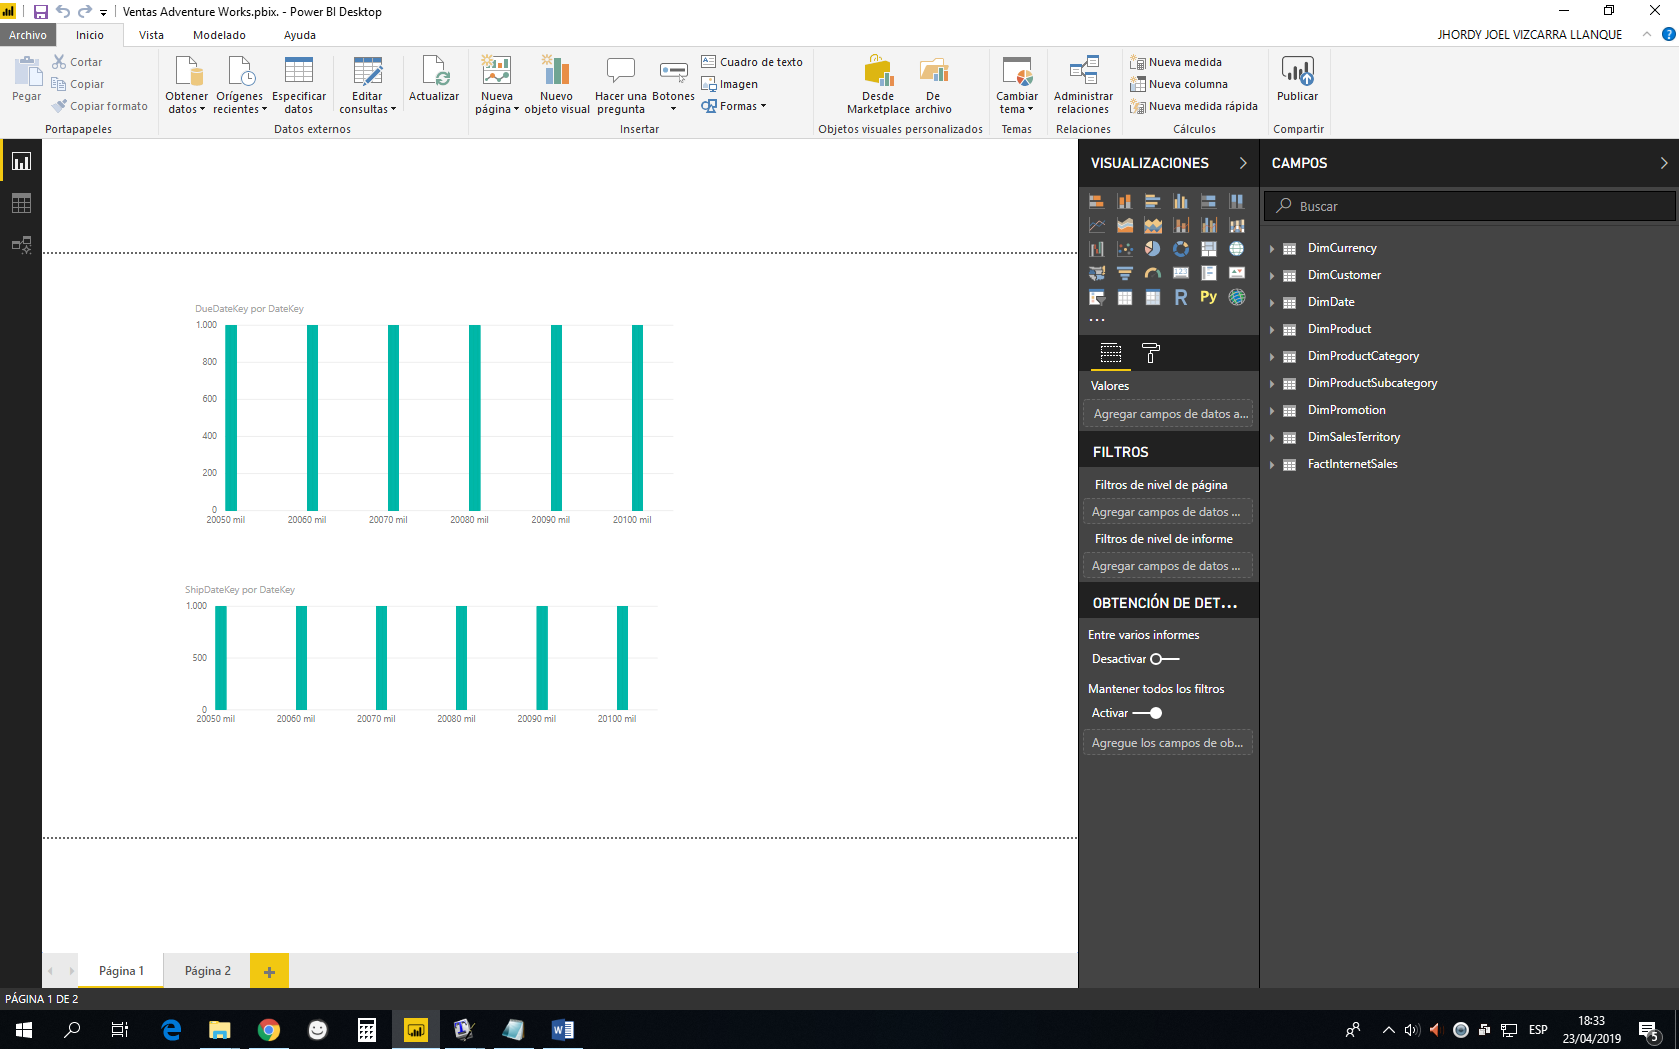 Ventas Adventure Works.pbix. - Power BI Desktop
Archivo Inicio Vista Modelado Ayuda JHORDY JOEL VIZCARRA LLANQUE
Pegar
Cortar
Copiar
Copiar formato
Portapapeles
Obtener datos
Orígenes recientes
Especificar datos
Editar consultas
Datos externos
Actualizar
Nueva página
Nuevo objeto visual
Hacer una pregunta
Botones
Cuadro de texto
Imagen
Formas
Insertar
Desde Marketplace
De archivo
Objetos visuales personalizados
Cambiar tema
Temas
Administrar relaciones
Relaciones
Nueva medida
Nueva columna
Nueva medida rápida
Cálculos
Publicar
Compartir
DueDateKey por DateKey
1.000
800
600
400
200
0
20050 mil 20060 mil 20070 mil 20080 mil 20090 mil 20100 mil
ShipDateKey por DateKey
1.000
500
0
20050 mil 20060 mil 20070 mil 20080 mil 20090 mil 20100 mil
VISUALIZACIONES
R Py
...
Valores
Agregar campos de datos a...
FILTROS
Filtros de nivel de página
Agregar campos de datos ...
Filtros de nivel de informe
Agregar campos de datos ...
OBTENCIÓN DE DET...
Entre varios informes
Desactivar
Mantener todos los filtros
Activar
Agregue los campos de ob...
CAMPOS
Buscar
DimCurrency
DimCustomer
DimDate
DimProduct
DimProductCategory
DimProductSubcategory
DimPromotion
DimSalesTerritory
FactInternetSales
Página 1 Página 2 +
PÁGINA 1 DE 2
ESP
18:33
23/04/2019
5